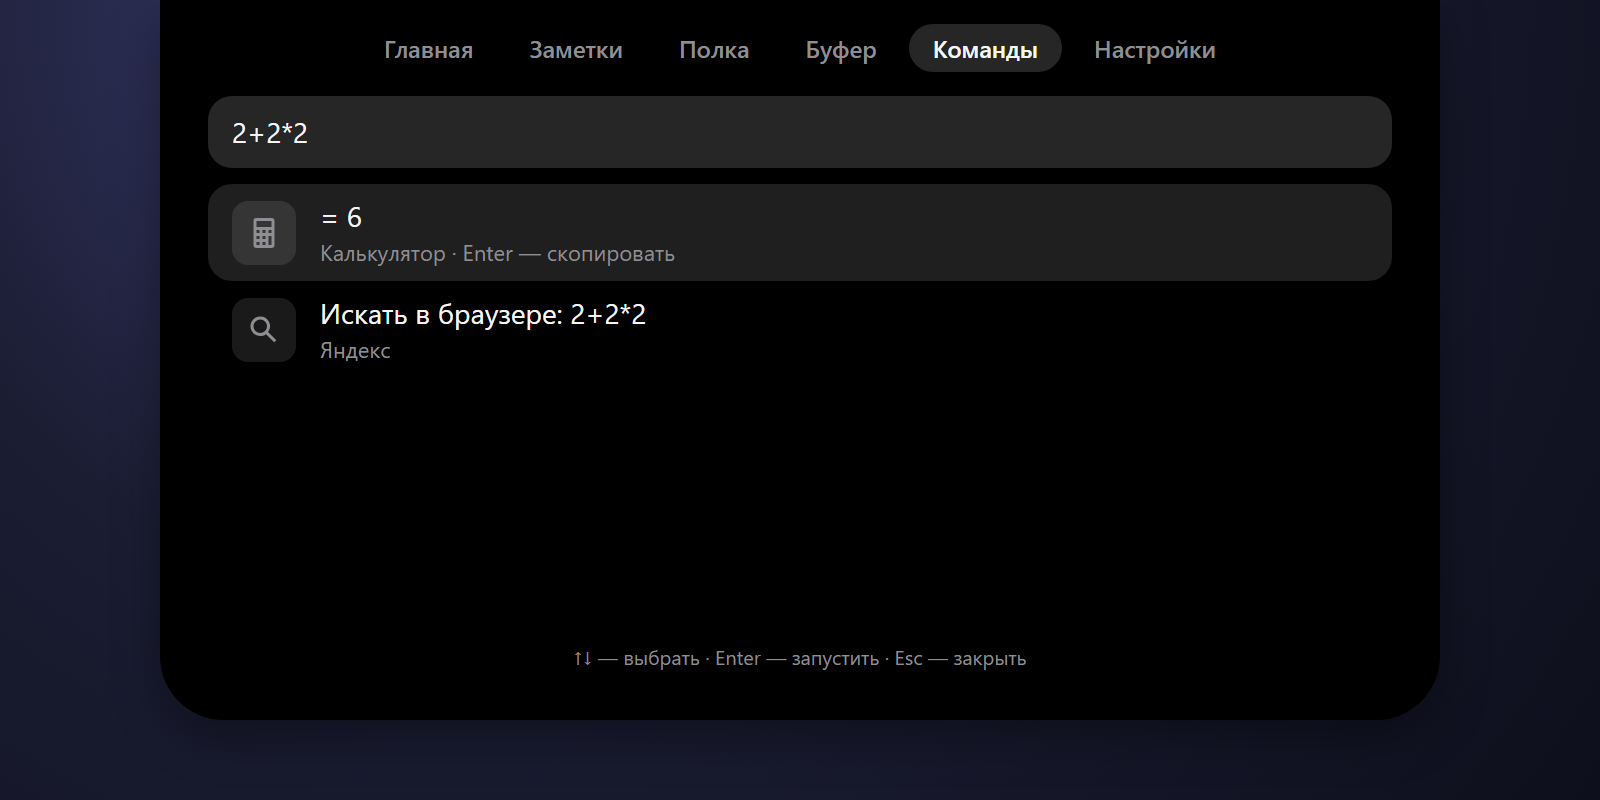 Главная Заметки Полка Буфер Команды Настройки
2+2*2
= 6
Калькулятор · Enter — скопировать
Искать в браузере: 2+2*2
Яндекс
↑↓ — выбрать · Enter — запустить · Esc — закрыть